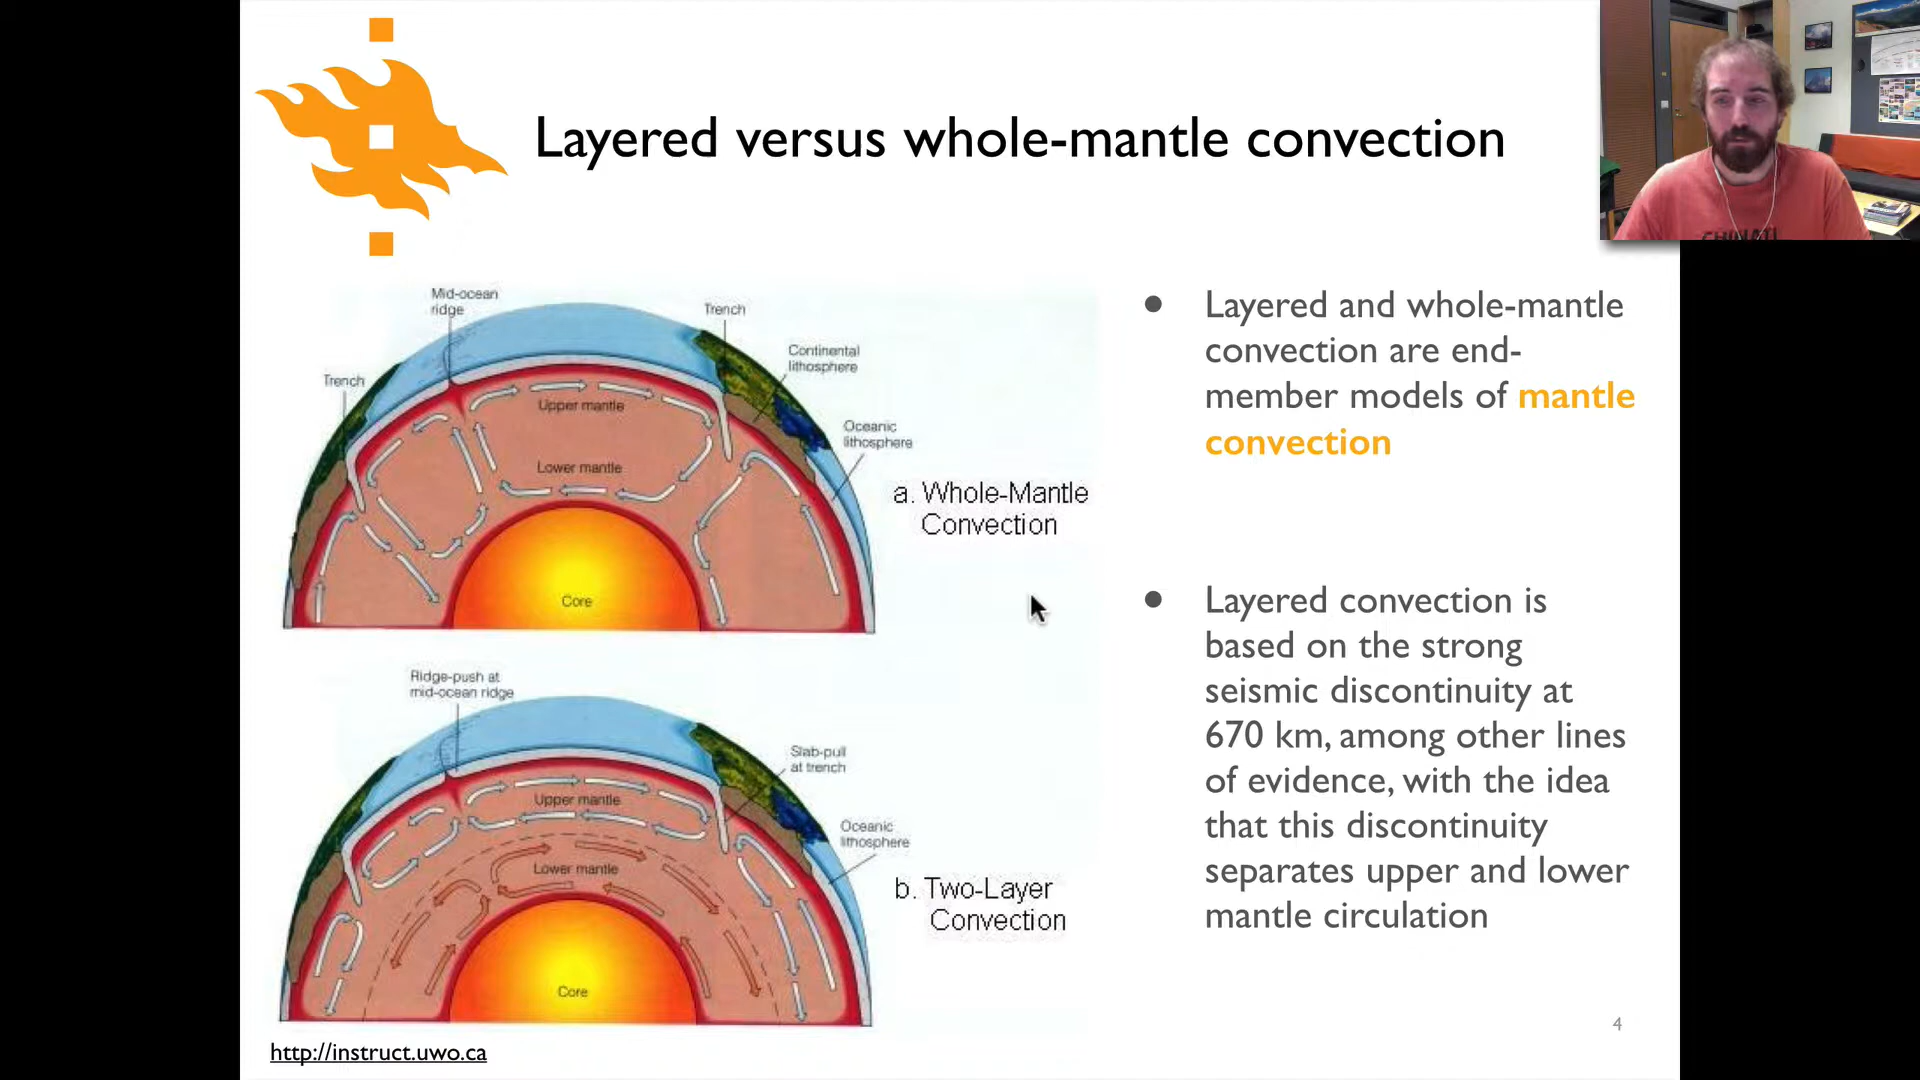 Layered versus whole-mantle convection
Mid-ocean
ridge
Trench
Trench
Continental
lithosphere
Upper mantle
Oceanic
lithosphere
Lower mantle
Core
a. Whole-Mantle
Convection
Ridge-push at
mid-ocean ridge
Slab-pull
at trench
Upper mantle
Oceanic
lithosphere
Lower mantle
Core
b. Two-Layer
Convection
http://instruct.uwo.ca
• Layered and whole-mantle
convection are end-
member models of mantle
convection
• Layered convection is
based on the strong
seismic discontinuity at
670 km, among other lines
of evidence, with the idea
that this discontinuity
separates upper and lower
mantle circulation
4